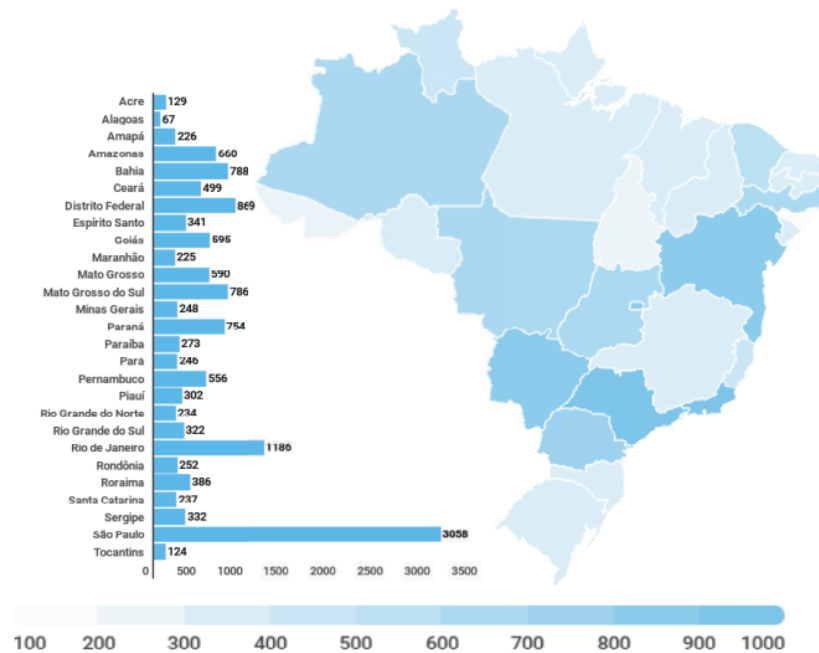 Acre 129
Alagoas 67
Amapá 226
Amazonas 660
Bahia 788
Ceará 499
Distrito Federal 869
Espírito Santo 341
Goiás 595
Maranhão 225
Mato Grosso 590
Mato Grosso do Sul 786
Minas Gerais 248
Paraná 754
Paraíba 273
Pará 246
Pernambuco 556
Piauí 302
Rio Grande do Norte 234
Rio Grande do Sul 322
Rio de Janeiro 1186
Rondônia 252
Roraima 386
Santa Catarina 237
Sergipe 332
São Paulo 3058
Tocantins 124
0 500 1000 1500 2000 2500 3000 3500
100 200 300 400 500 600 700 800 900 1000